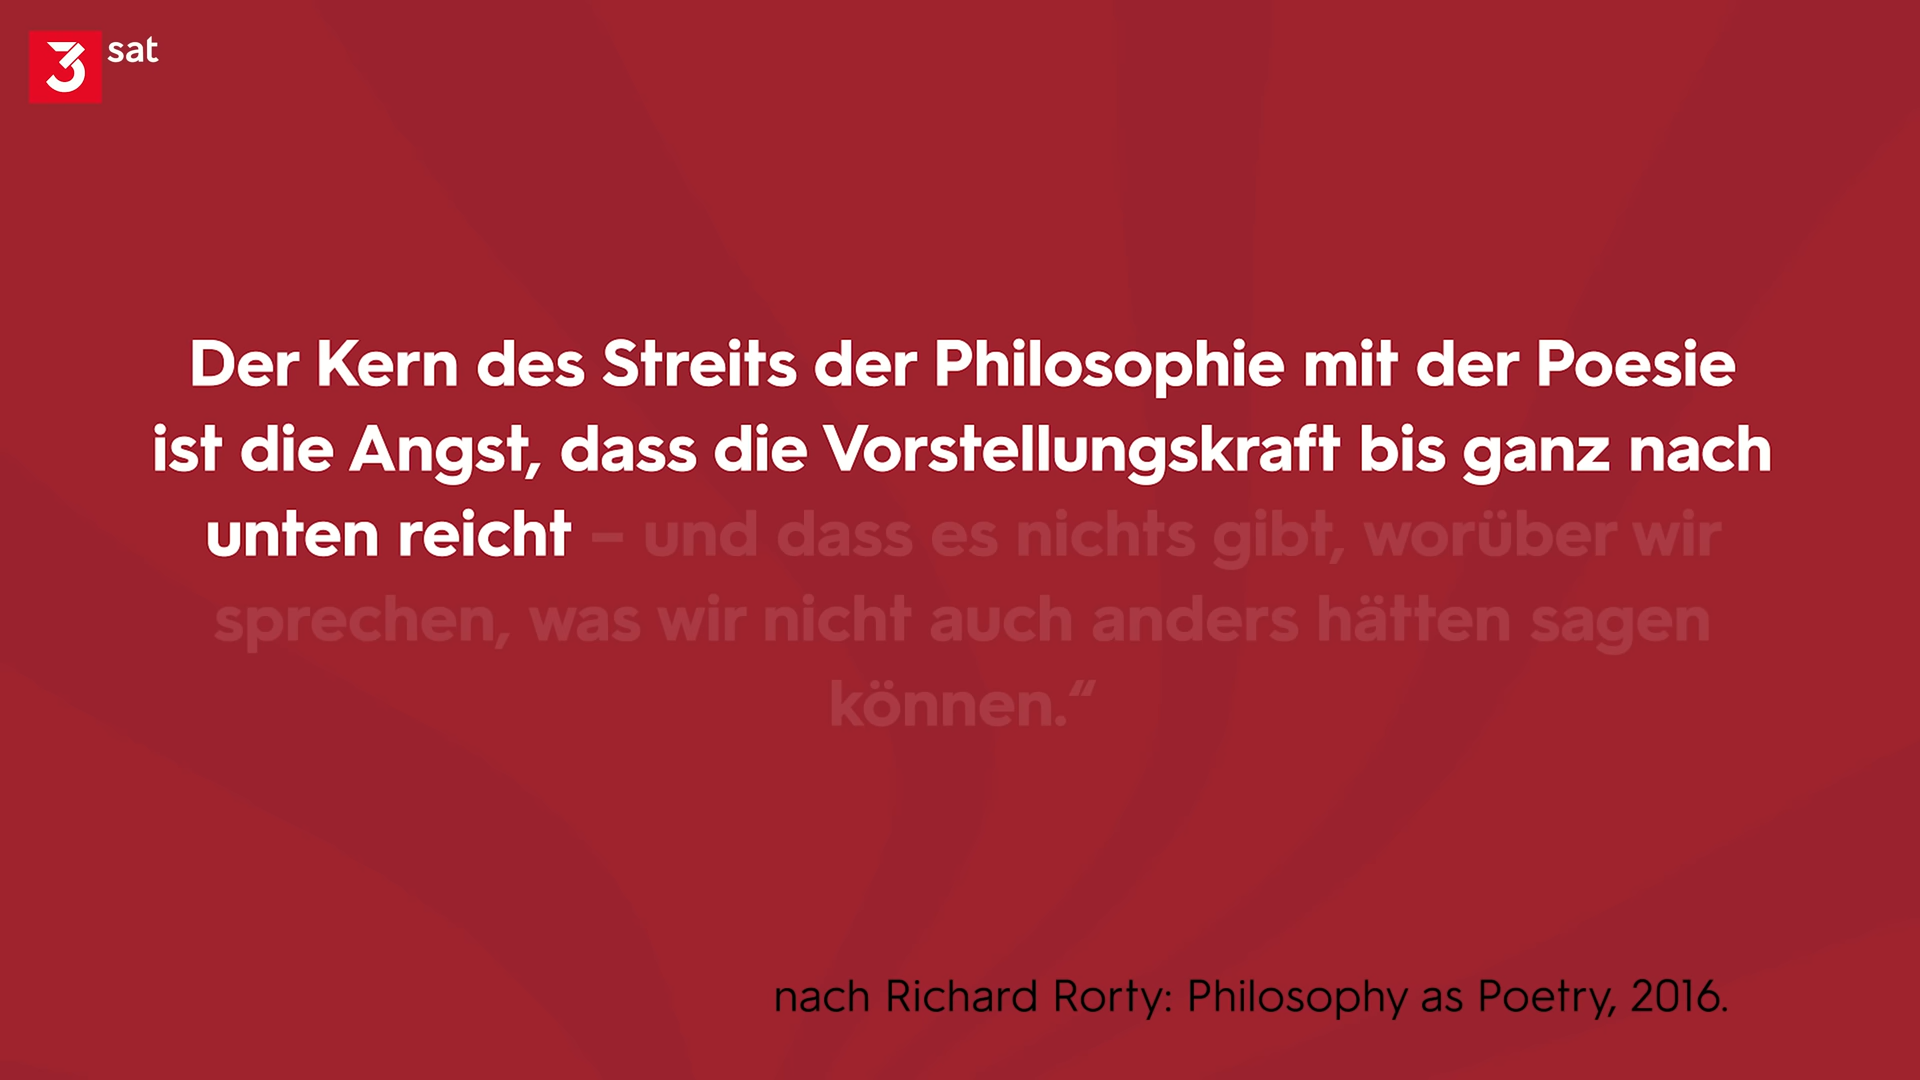 3sat
Der Kern des Streits der Philosophie mit der Poesie
ist die Angst, dass die Vorstellungskraft bis ganz nach
unten reicht – und dass es nichts gibt, worüber wir
sprechen, was wir nicht auch anders hätten sagen
können.“
nach Richard Rorty: Philosophy as Poetry, 2016.